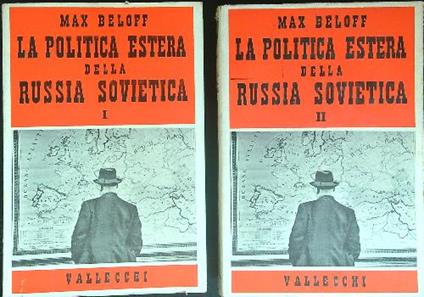 MAX BELOFF
LA POLITICA ESTERA
DELLA
RUSSIA SOVIETICA
I
VALLECCHI
MAX BELOFF
LA POLITICA ESTERA
DELLA
RUSSIA SOVIETICA
II
VALLECCHI